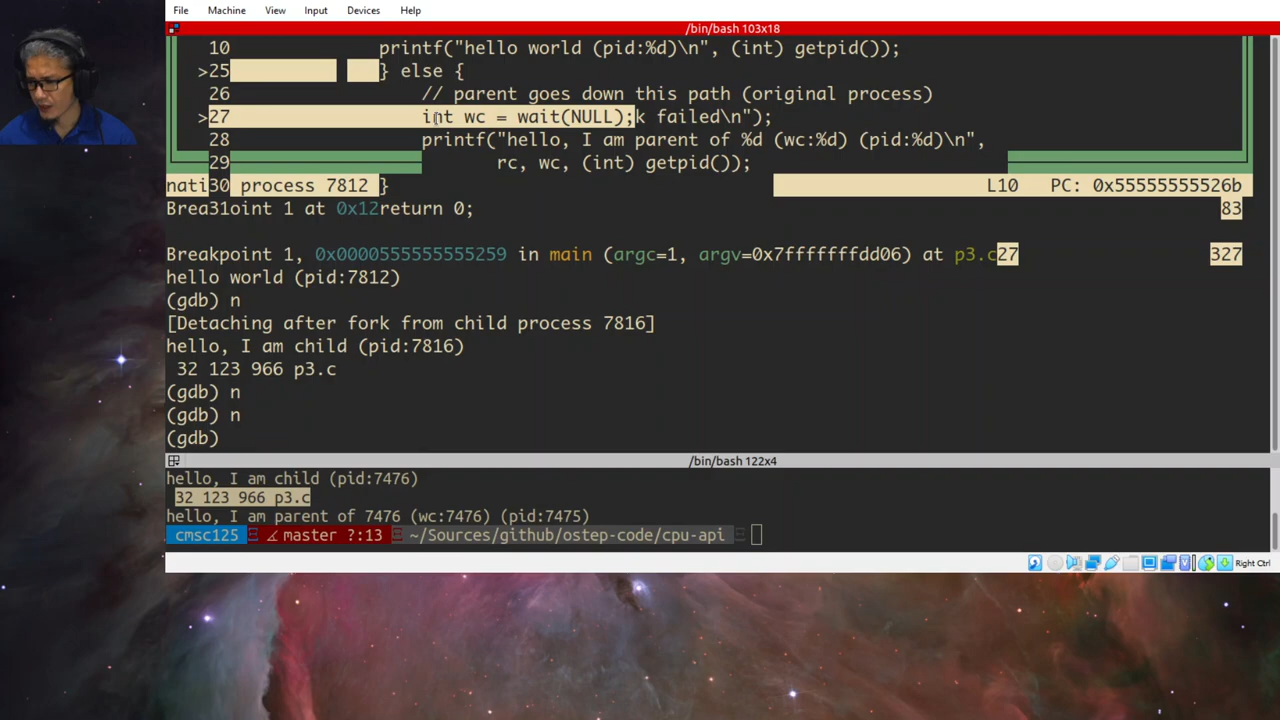 File Machine View Input Devices Help
/bin/bash 103x18
10 printf("hello world (pid:%d)\n", (int) getpid());
>25 } else {
26 // parent goes down this path (original process)
>27 int wc = wait(NULL);k failed\n");
28 printf("hello, I am parent of %d (wc:%d) (pid:%d)\n",
29 rc, wc, (int) getpid());
nati30 process 7812 } L10 PC: 0x55555555526b
Brea31oint 1 at 0x12return 0; 83
Breakpoint 1, 0x0000555555555259 in main (argc=1, argv=0x7fffffffdd06) at p3.c27 327
hello world (pid:7812)
(gdb) n
[Detaching after fork from child process 7816]
hello, I am child (pid:7816)
32 123 966 p3.c
(gdb) n
(gdb) n
(gdb)
/bin/bash 122x4
hello, I am child (pid:7476)
32 123 966 p3.c
hello, I am parent of 7476 (wc:7476) (pid:7475)
cmsc125 master ?:13 ~/Sources/github/ostep-code/cpu-api
Right Ctrl